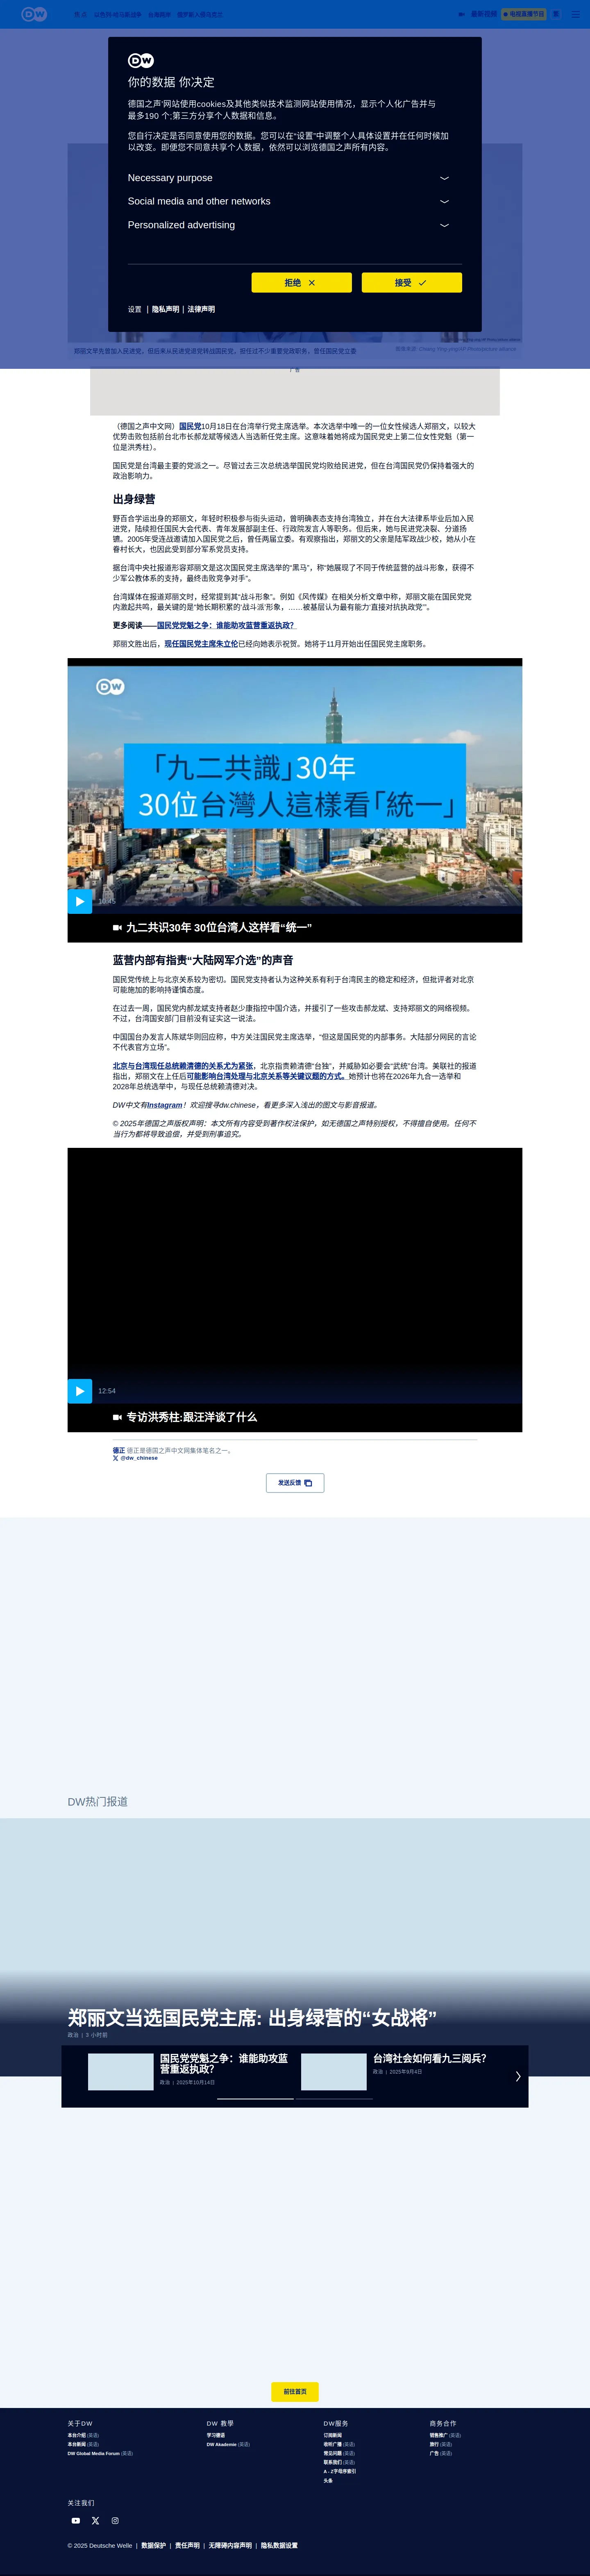 DW
焦点
以色列-哈马斯战争
台海脚印
俄罗斯入侵乌克兰
最新视频
电视直播节目
DW
你的数据 你决定
德国之声'网站使用cookies及其他类似技术监测网站使用情况，显示个人化广告并与
最多190 个;第三方分享个人数据和信息。
您自行决定是否同意使用您的数据。您可以在“设置”中调整个人具体设置并在任何时候加
以改变。即便您不同意共享个人数据，依然可以浏览德国之声所有内容。
Necessary purpose
Social media and other networks
Personalized advertising
拒绝
接受
设置 | 隐私声明 | 法律声明
郑丽文早先曾加入民进党，但后来从民进党退党转战国民党，担任过不少重要党政职务，曾任国民党立委
广告
（德国之声中文网）国民党10月18日在台湾举行党主席选举。本次选举中唯一的一位女性候选人郑丽文，以较大
优势击败包括前台北市长郝龙斌等候选人当选新任党主席。这意味着她将成为国民党史上第二位女性党魁（第一
位是洪秀柱）。
国民党是台湾最主要的党派之一。尽管过去三次总统选举国民党均败给民进党，但在台湾国民党仍保持着强大的
政治影响力。
出身绿营
野百合学运出身的郑丽文，年轻时积极参与街头运动，曾明确表态支持台湾独立，并在台大法律系毕业后加入民
进党，陆续担任国民大会代表、青年发展部副主任、行政院发言人等职务。但后来，她与民进党决裂、分道扬
镳。2005年受连战邀请加入国民党之后，曾任两届立委。有观察指出，郑丽文的父亲是陆军政战少校，她从小在
眷村长大，也因此受到部分军系党员支持。
据台湾中央社报道形容郑丽文是这次国民党主席选举的“黑马”，称“她展现了不同于传统蓝营的战斗形象，获得不
少军公教体系的支持，最终击败竞争对手”。
台湾媒体在报道郑丽文时，经常提到其“战斗形象”。例如《风传媒》在相关分析文章中称，郑丽文能在国民党党
内激起共鸣，最关键的是“她长期积累的‘战斗派’形象，……被基层认为最有能力‘直接对抗执政党’”。
更多阅读——国民党党魁之争：谁能助攻蓝营重返执政？
郑丽文胜出后，现任国民党主席朱立伦已经向她表示祝贺。她将于11月开始出任国民党主席职务。
DW
「九二共識」30年
30位台灣人這樣看「統一」
九二共识30年 30位台湾人这样看“统一”
蓝营内部有指责“大陆网军介选”的声音
国民党传统上与北京关系较为密切。国民党支持者认为这种关系有利于台湾民主的稳定和经济，但批评者对北京
可能施加的影响持谨慎态度。
在过去一周，国民党内郝龙斌支持者赵少康指控中国介选，并援引了一些攻击郝龙斌、支持郑丽文的网络视频。
不过，台湾国安部门目前没有证实这一说法。
中国国台办发言人陈斌华则回应称，中方关注国民党主席选举，“但这是国民党的内部事务。大陆部分网民的言论
不代表官方立场”。
北京与台湾现任总统赖清德的关系尤为紧张，北京指责赖清德“台独”，并威胁如必要会“武统”台湾。美联社的报道
指出，郑丽文在上任后可能影响台湾处理与北京关系等关键议题的方式。她预计也将在2026年九合一选举和
2028年总统选举中，与现任总统赖清德对决。
DW中文有Instagram！欢迎搜寻dw.chinese，看更多深入浅出的图文与影音报道。
© 2025年德国之声版权声明：本文所有内容受到著作权法保护，如无德国之声特别授权，不得擅自使用。任何不
当行为都将导致追偿，并受到刑事追究。
12:54
专访洪秀柱:跟汪洋谈了什么
德正 德正是德国之声中文网集体笔名之一。
@dw_chinese
发送反馈
DW热门报道
郑丽文当选国民党主席: 出身绿营的“女战将”
政治 | 3 小时前
国民党党魁之争：谁能助攻蓝
营重返执政？
政治 | 2025年10月14日
台湾社会如何看九三阅兵？
政治 | 2025年9月4日
前往首页
关于DW
本台介绍 (英语)
本台新闻 (英语)
DW Global Media Forum (英语)
DW 教學
学习德语
DW Akademie (英语)
DW服务
订阅新闻
收听广播 (英语)
常见问题 (英语)
联系我们 (英语)
A - Z字母序索引
头条
商务合作
销售推广 (英语)
旅行 (英语)
广告 (英语)
关注我们
© 2025 Deutsche Welle | 数据保护 | 责任声明 | 无障碍内容声明 | 隐私数据设置